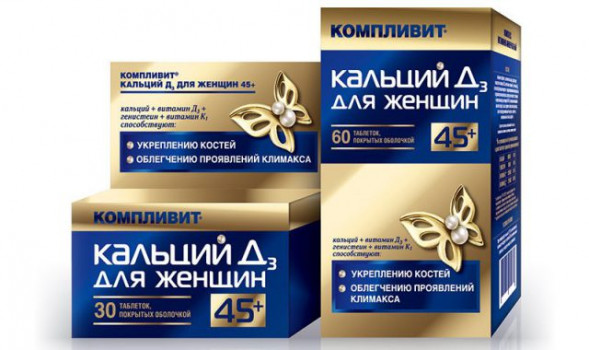 КОМПЛИВИТ®
КАЛЬЦИЙ Д₃ ДЛЯ ЖЕНЩИН 45+
кальций + витамин Д₃ +
генистеин + витамин К₁
способствуют:
УКРЕПЛЕНИЮ КОСТЕЙ
ОБЛЕГЧЕНИЮ ПРОЯВЛЕНИЙ КЛИМАКСА
КОМПЛИВИТ
КАЛЬЦИЙ Д₃
ДЛЯ ЖЕНЩИН
30 ТАБЛЕТОК,
ПОКРЫТЫХ ОБОЛОЧКОЙ
45+
КОМПЛИВИТ
КАЛЬЦИЙ Д₃
ДЛЯ ЖЕНЩИН
60 ТАБЛЕТОК,
ПОКРЫТЫХ ОБОЛОЧКОЙ
45+
кальций + витамин Д₃ +
генистеин + витамин К₁
способствуют:
УКРЕПЛЕНИЮ КОСТЕЙ
ОБЛЕГЧЕНИЮ ПРОЯВЛЕНИЙ
КЛИМАКСА